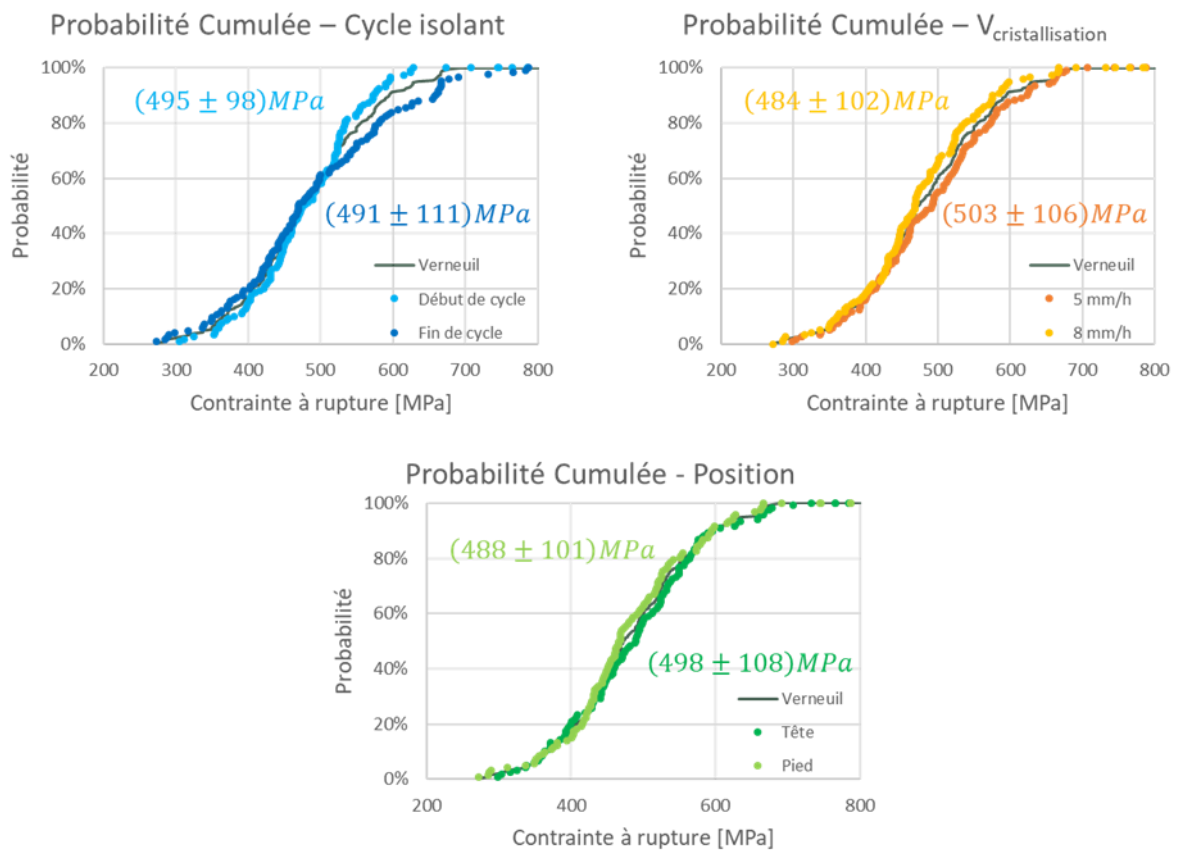 Probabilité Cumulée – Cycle isolant
Probabilité
100%
80%
60%
40%
20%
0%
(495 ± 98)MPa
(491 ± 111)MPa
Verneuil
Début de cycle
Fin de cycle
200 300 400 500 600 700 800
Contrainte à rupture [MPa]
Probabilité Cumulée – Vcristallisation
Probabilité
100%
80%
60%
40%
20%
0%
(484 ± 102)MPa
(503 ± 106)MPa
Verneuil
5 mm/h
8 mm/h
200 300 400 500 600 700 800
Contrainte à rupture [MPa]
Probabilité Cumulée - Position
Probabilité
100%
80%
60%
40%
20%
0%
(488 ± 101)MPa
(498 ± 108)MPa
Verneuil
Tête
Pied
200 400 600 800
Contrainte à rupture [MPa]